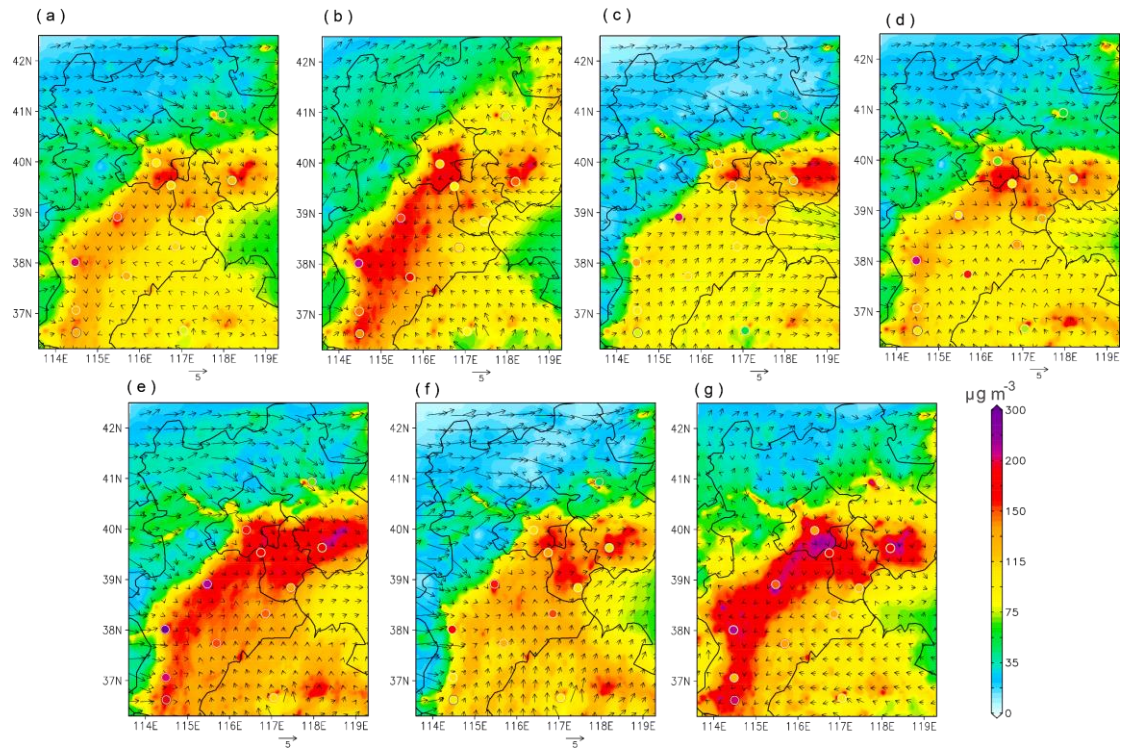 (a) (b) (c) (d)
42N 42N 42N 42N
41N 41N 41N 41N
40N 40N 40N 40N
39N 39N 39N 39N
38N 38N 38N 38N
37N 37N 37N 37N
114E 115E 116E 117E 118E 119E 114E 115E 116E 117E 118E 119E 114E 115E 116E 117E 118E 119E 114E 115E 116E 117E 118E 119E
5 5 5 5
(e) (f) (g)
µg m-3
42N 42N 42N 300
41N 41N 41N 200
40N 40N 40N 150
39N 39N 39N 115
38N 38N 38N 75
37N 37N 37N 35
0
114E 115E 116E 117E 118E 119E 114E 115E 116E 117E 118E 119E 114E 115E 116E 117E 118E 119E
5 5 5